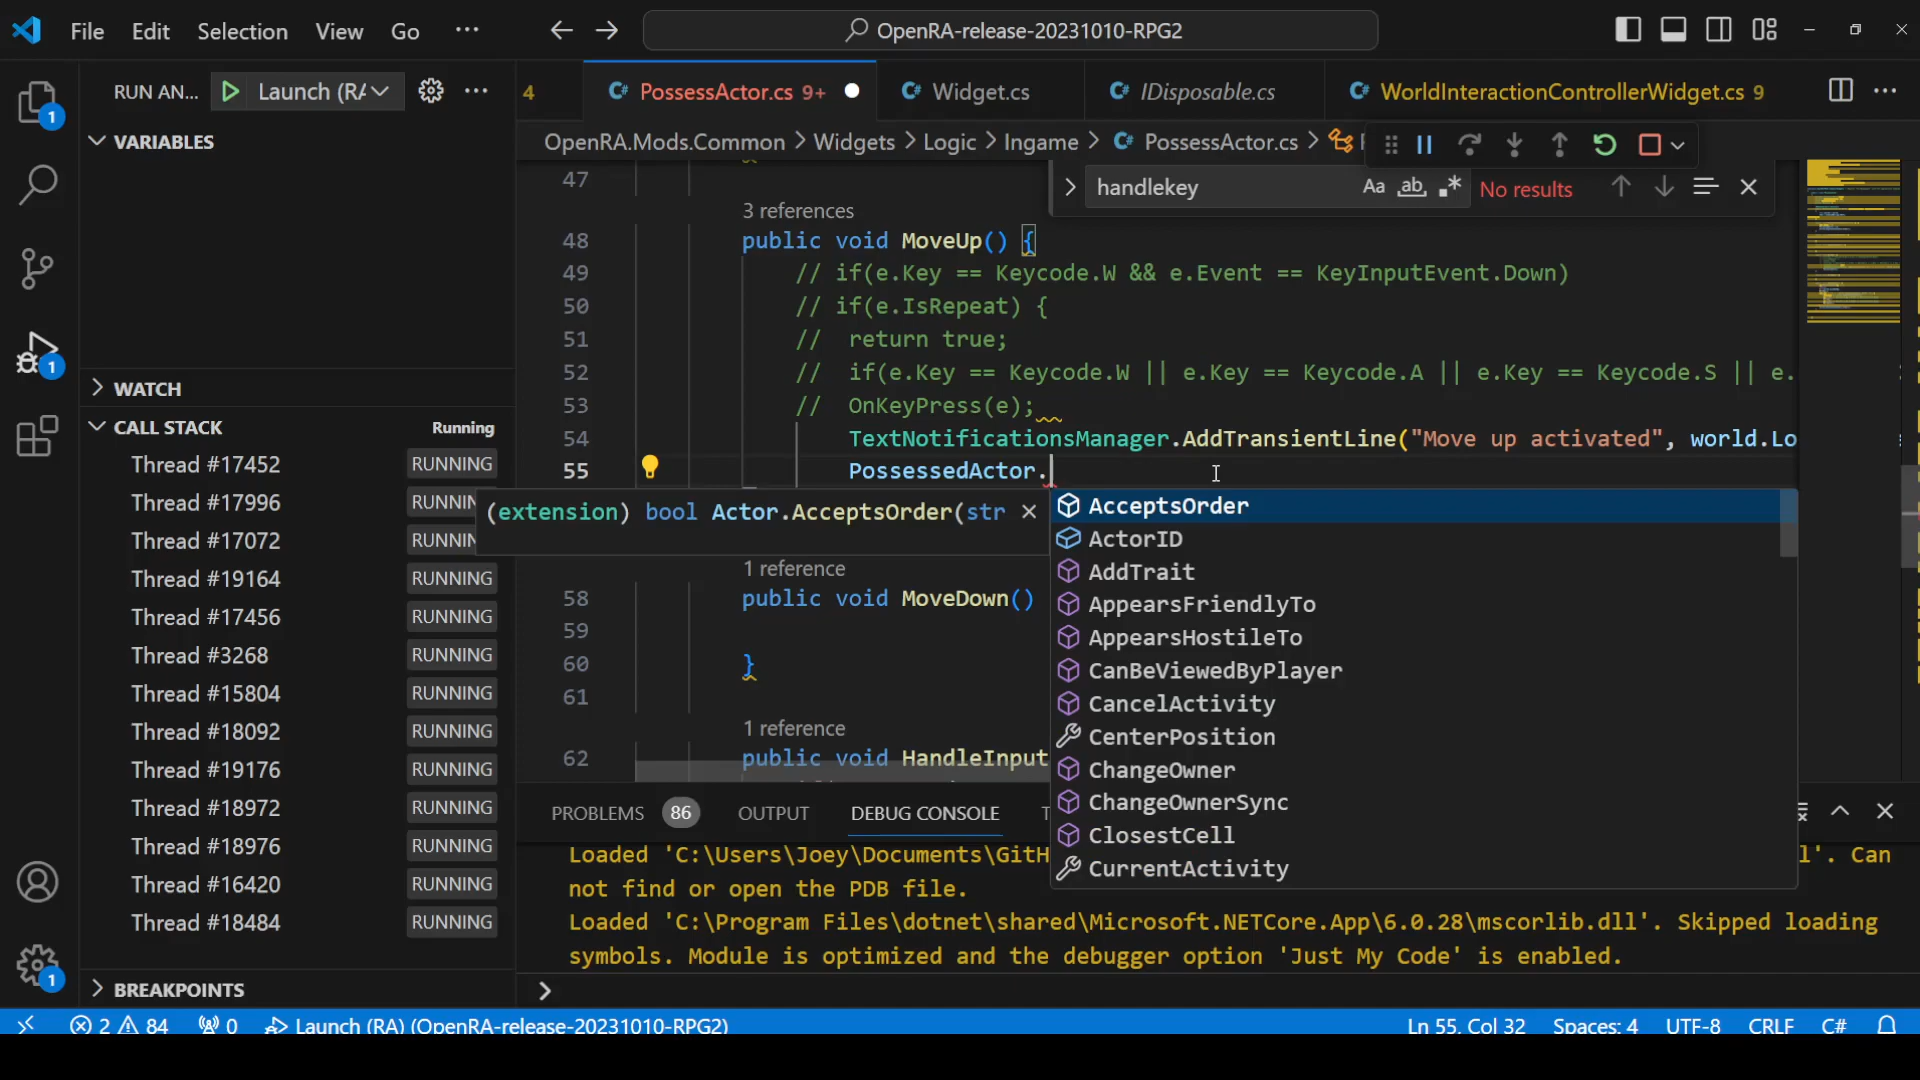 File Edit Selection View Go ··· OpenRA-release-20231010-RPG2
RUN AN... Launch (RA
4 PossessActor.cs 9+ Widget.cs IDisposable.cs WorldInteractionControllerWidget.cs 9
1
VARIABLES
OpenRA.Mods.Common > Widgets > Logic > Ingame > PossessActor.cs >
handlekey Aa ab No results
47
3 references
48 public void MoveUp() {
49 // if(e.Key == Keycode.W && e.Event == KeyInputEvent.Down)
50 // if(e.IsRepeat) {
51 // return true;
52 // if(e.Key == Keycode.W || e.Key == Keycode.A || e.Key == Keycode.S || e.
53 // OnKeyPress(e);
54 TextNotificationsManager.AddTransientLine("Move up activated", world.Lo
55 PossessedActor.
(extension) bool Actor.AcceptsOrder(str
AcceptsOrder
ActorID
AddTrait
AppearsFriendlyTo
AppearsHostileTo
CanBeViewedByPlayer
CancelActivity
CenterPosition
ChangeOwner
ChangeOwnerSync
ClosestCell
CurrentActivity
1 reference
58 public void MoveDown()
59
60 }
61
1 reference
62 public void HandleInput
1
WATCH
CALL STACK Running
Thread #17452 RUNNING
Thread #17996 RUNNIN
Thread #17072 RUNNIN
Thread #19164 RUNNING
Thread #17456 RUNNING
Thread #3268 RUNNING
Thread #15804 RUNNING
Thread #18092 RUNNING
Thread #19176 RUNNING
Thread #18972 RUNNING
Thread #18976 RUNNING
Thread #16420 RUNNING
Thread #18484 RUNNING
BREAKPOINTS
1
PROBLEMS 86 OUTPUT DEBUG CONSOLE T
Loaded 'C:\Users\Joey\Documents\GitH l'. Can
not find or open the PDB file.
Loaded 'C:\Program Files\dotnet\shared\Microsoft.NETCore.App\6.0.28\mscorlib.dll'. Skipped loading
symbols. Module is optimized and the debugger option 'Just My Code' is enabled.
>
2 84 0 Launch (RA) (OpenRA-release-20231010-RPG2) Ln 55, Col 32 Spaces: 4 UTF-8 CRLF C#